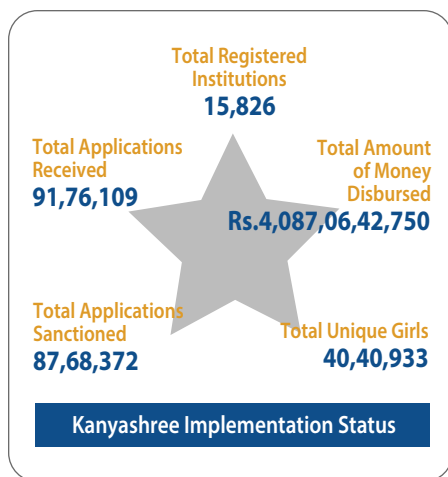 Total Registered
Institutions
15,826
Total Applications
Received
91,76,109
Total Amount
of Money
Disbursed
Rs.4,087,06,42,750
Total Applications
Sanctioned
87,68,372
Total Unique Girls
40,40,933
Kanyashree Implementation Status